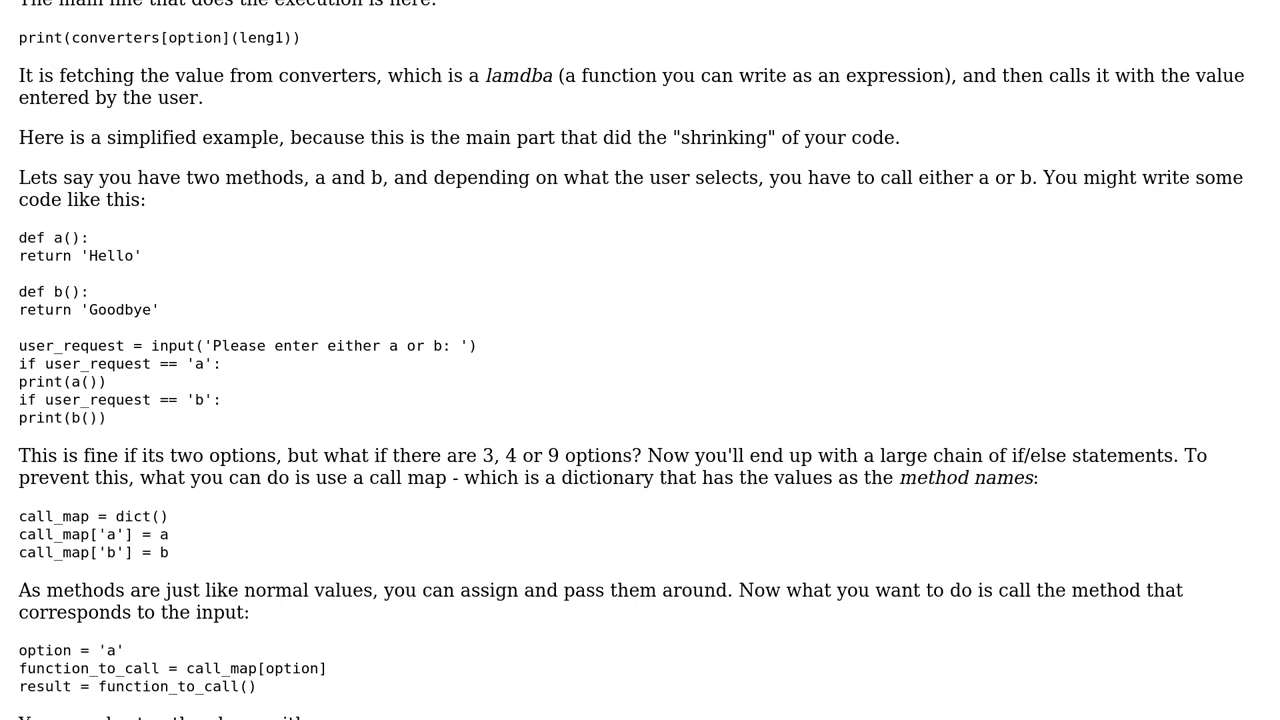 The main line that does the execution is here:
print(converters[option](leng1))
It is fetching the value from converters, which is a lamdba (a function you can write as an expression), and then calls it with the value
entered by the user.
Here is a simplified example, because this is the main part that did the "shrinking" of your code.
Lets say you have two methods, a and b, and depending on what the user selects, you have to call either a or b. You might write some
code like this:
def a():
return 'Hello'
def b():
return 'Goodbye'
user_request = input('Please enter either a or b: ')
if user_request == 'a':
print(a())
if user_request == 'b':
print(b())
This is fine if its two options, but what if there are 3, 4 or 9 options? Now you'll end up with a large chain of if/else statements. To
prevent this, what you can do is use a call map - which is a dictionary that has the values as the method names:
call_map = dict()
call_map['a'] = a
call_map['b'] = b
As methods are just like normal values, you can assign and pass them around. Now what you want to do is call the method that
corresponds to the input:
option = 'a'
function_to_call = call_map[option]
result = function_to_call()